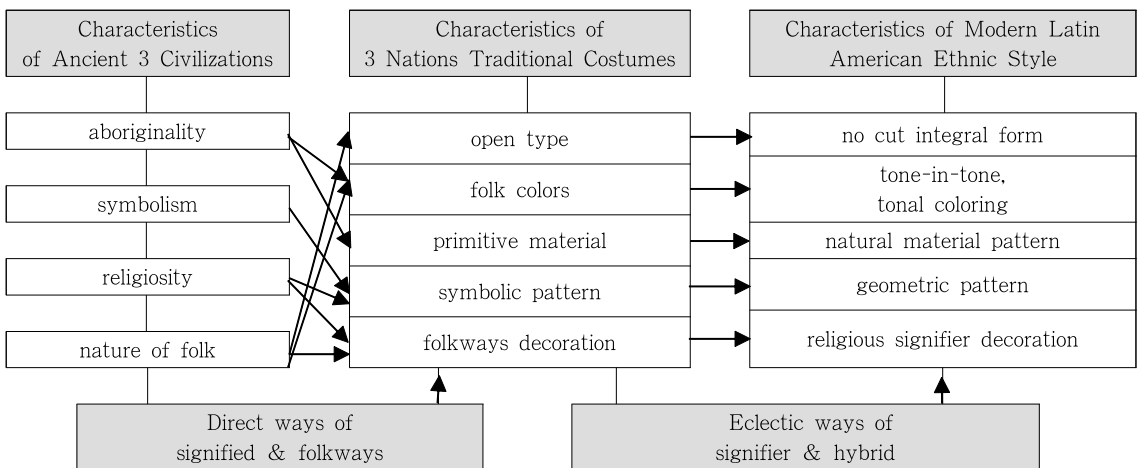 Characteristics
of Ancient 3 Civilizations
aboriginality
symbolism
religiosity
nature of folk
Characteristics of
3 Nations Traditional Costumes
open type
folk colors
primitive material
symbolic pattern
folkways decoration
Characteristics of Modern Latin
American Ethnic Style
no cut integral form
tone-in-tone,
tonal coloring
natural material pattern
geometric pattern
religious signifier decoration
Direct ways of
signified & folkways
Eclectic ways of
signifier & hybrid